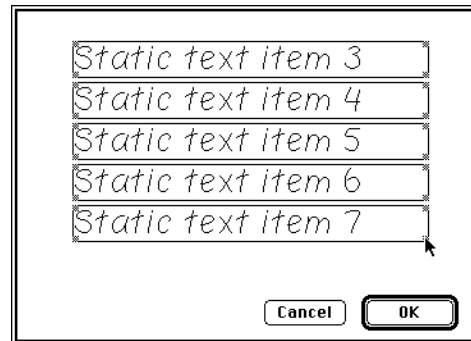 Static text item 3
Static text item 4
Static text item 5
Static text item 6
Static text item 7
Cancel OK